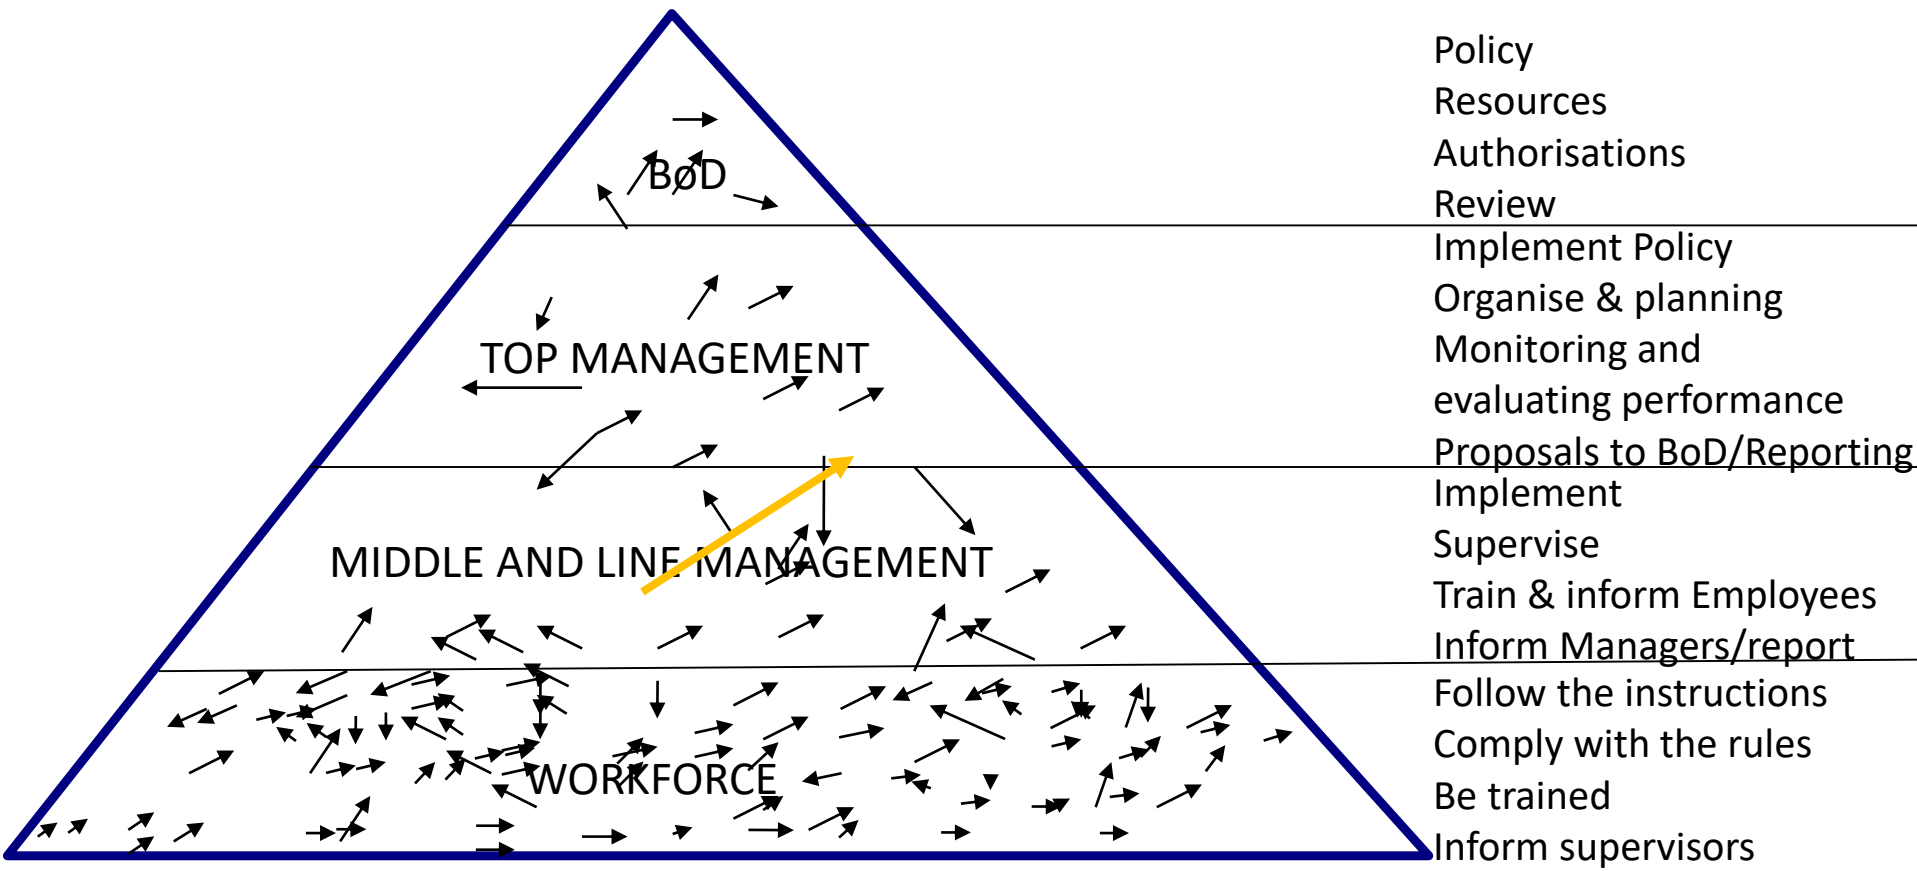 Policy
Resources
Authorisations
BoD
Review
Implement Policy
Organise & planning
TOP MANAGEMENT
Monitoring and
evaluating performance
Proposals to BoD/Reporting
Implement
Supervise
MIDDLE AND LINE MANAGEMENT
Train & inform Employees
Inform Managers/report
Follow the instructions
Comply with the rules
WORKFORCE
Be trained
Inform supervisors